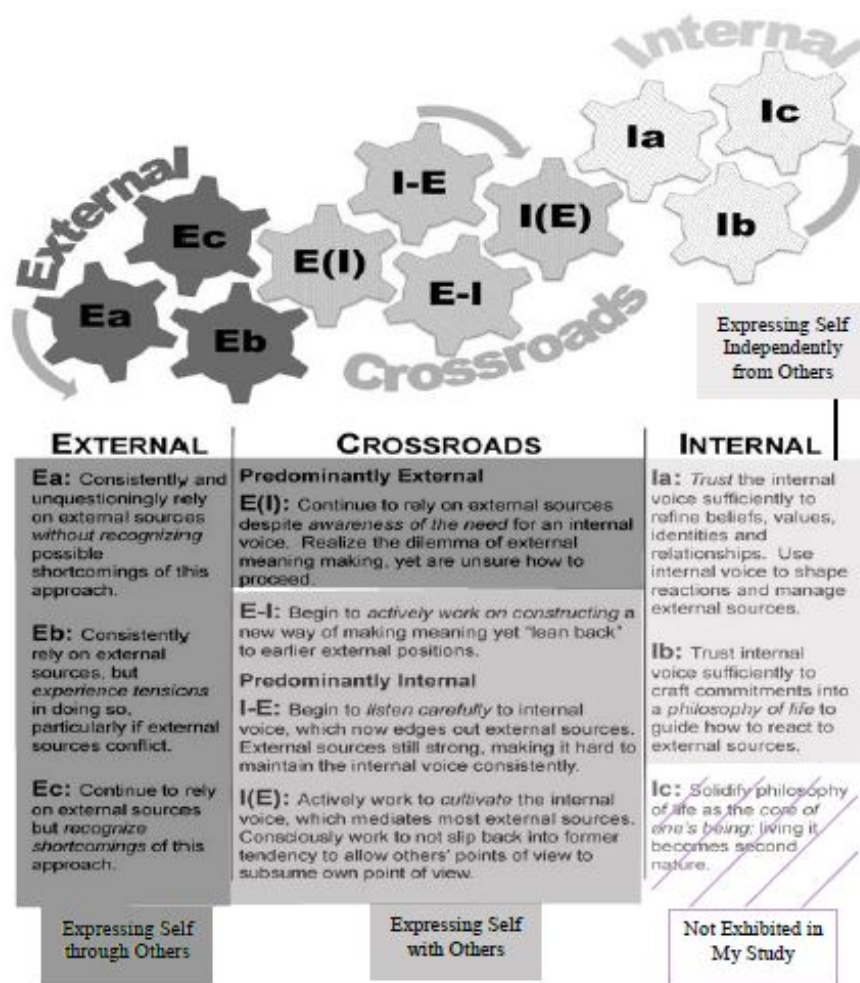 Internal
Ic
Ia
I-E
External
I(E)
Ib
Ec
E(I)
E-I
Ea
Eb
Crossroads
Expressing Self
Independently
from Others
EXTERNAL
Ea: Consistently and
unquestioningly rely
on external sources
without recognizing
possible
shortcomings of this
approach.
Eb: Consistently
rely on external
sources, but
experience tensions
in doing so,
particularly if external
sources conflict.
Ec: Continue to rely
on external sources
but recognize
shortcomings of this
approach.
Expressing Self
through Others
CROSSROADS
Predominantly External
E(I): Continue to rely on external sources
despite awareness of the need for an internal
voice. Realize the dilemma of external
meaning making, yet are unsure how to
proceed.
E-I: Begin to actively work on constructing a
new way of making meaning yet "lean back"
to earlier external positions.
Predominantly Internal
I-E: Begin to listen carefully to internal
voice, which now edges out external sources.
External sources still strong, making it hard to
maintain the internal voice consistently.
I(E): Actively work to cultivate the internal
voice, which mediates most external sources.
Consciously work to not slip back into former
tendency to allow others' points of view to
subsume own point of view.
Expressing Self
with Others
INTERNAL
Ia: Trust the internal
voice sufficiently to
refine beliefs, values,
identities and
relationships. Use
internal voice to shape
reactions and manage
external sources.
Ib: Trust internal
voice sufficiently to
craft commitments into
a philosophy of life to
guide how to react to
external sources.
Ic: Solidify philosophy
of life as the core of
one's being; living it
becomes second
nature.
Not Exhibited in
My Study